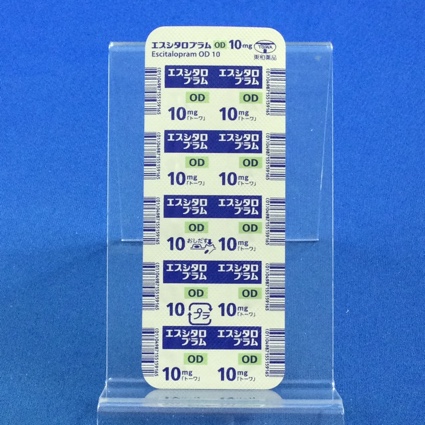 エスシタロプラム OD 10mg
Escitalopram OD 10
TOWA
東和薬品
エスシタロ エスシタロ
プラム プラム
OD OD
10mg 10mg
「トーワ」 「トーワ」
エスシタロ エスシタロ
プラム プラム
OD OD
10mg 10mg
「トーワ」 「トーワ」
エスシタロ エスシタロ
プラム プラム
OD
10 おしだす 10mg
「トーワ」
エスシタロ エスシタロ
プラム プラム
OD
10 プラ 10mg
「トーワ」
エスシタロ エスシタロ
プラム プラム
OD OD
10mg 10mg
「トーワ」 「トーワ」